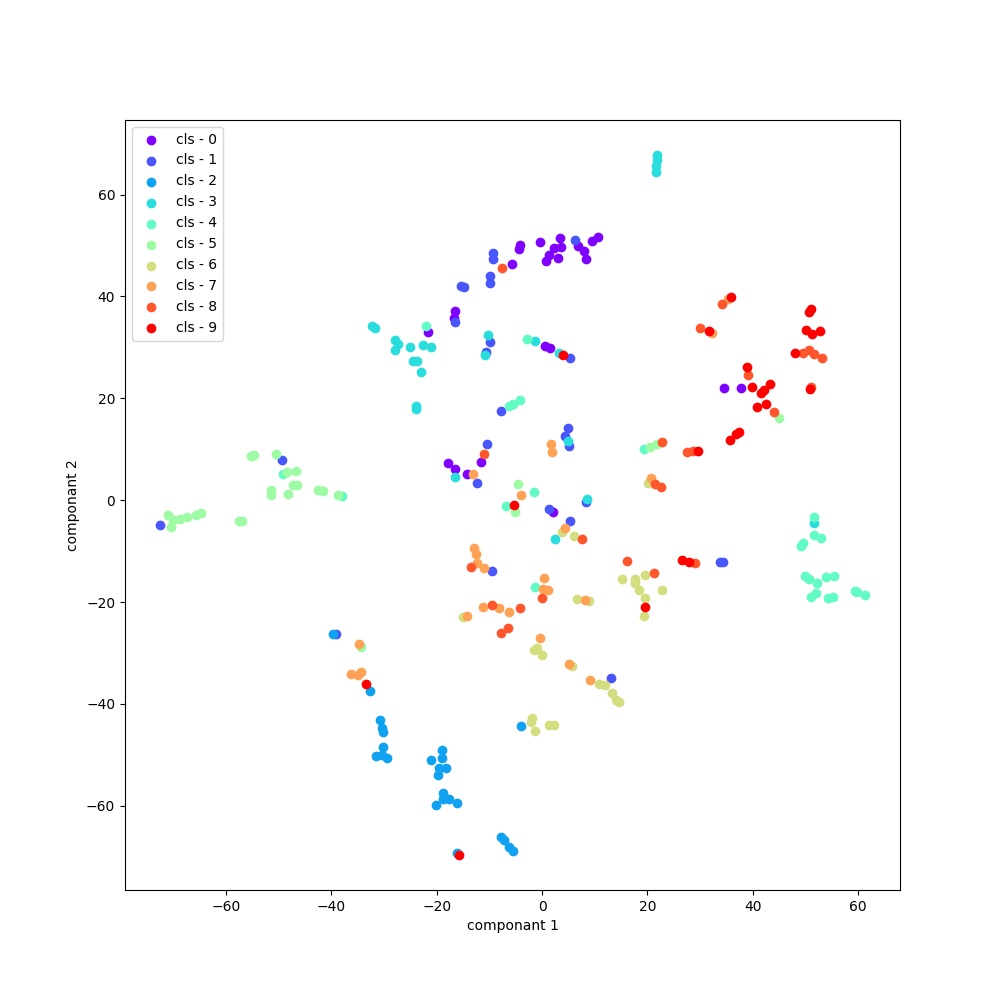 cls - 0
cls - 1
cls - 2
cls - 3
cls - 4
cls - 5
cls - 6
cls - 7
cls - 8
cls - 9
60
40
20
0
−20
−40
−60
componant 2
−60 −40 −20 0 20 40 60
componant 1